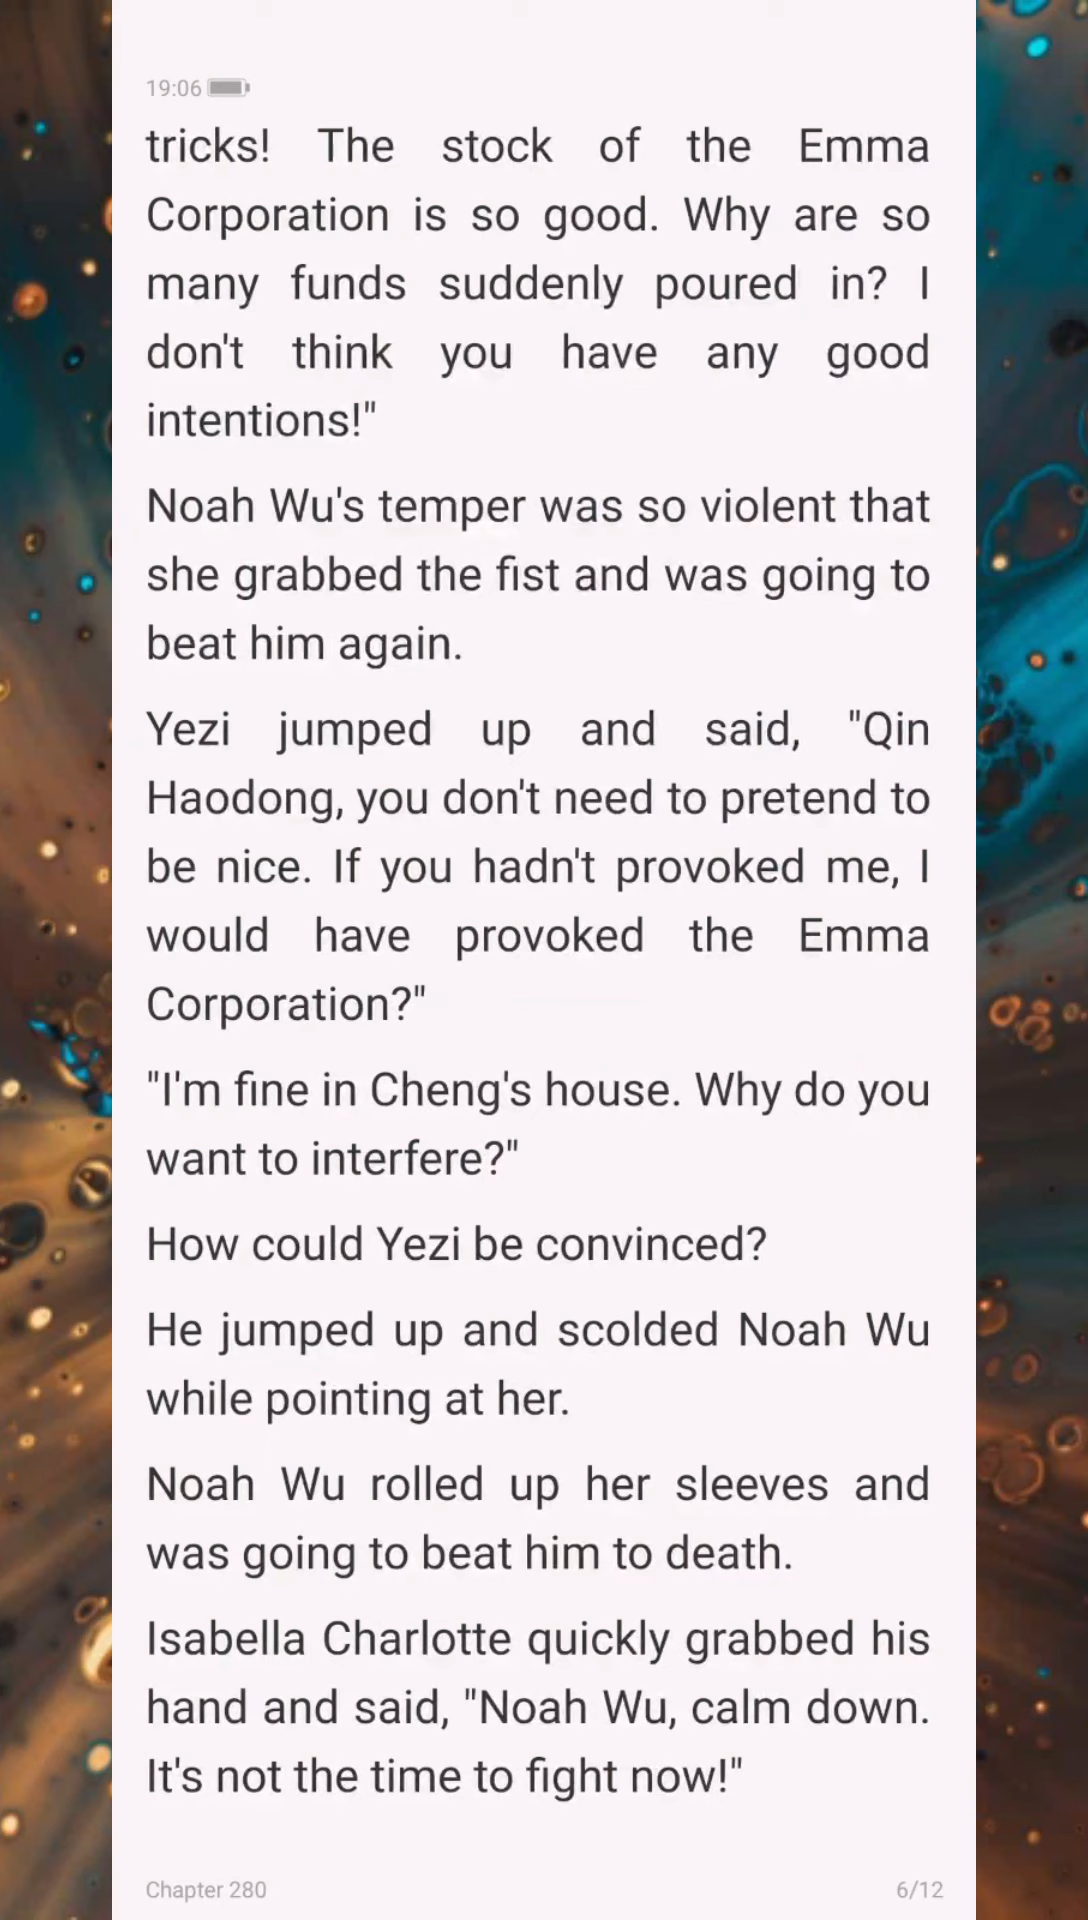 19:06
tricks! The stock of the Emma
Corporation is so good. Why are so
many funds suddenly poured in? I
don't think you have any good
intentions!"
Noah Wu's temper was so violent that
she grabbed the fist and was going to
beat him again.
Yezi jumped up and said, "Qin
Haodong, you don't need to pretend to
be nice. If you hadn't provoked me, I
would have provoked the Emma
Corporation?"
"I'm fine in Cheng's house. Why do you
want to interfere?"
How could Yezi be convinced?
He jumped up and scolded Noah Wu
while pointing at her.
Noah Wu rolled up her sleeves and
was going to beat him to death.
Isabella Charlotte quickly grabbed his
hand and said, "Noah Wu, calm down.
It's not the time to fight now!"
Chapter 280
6/12